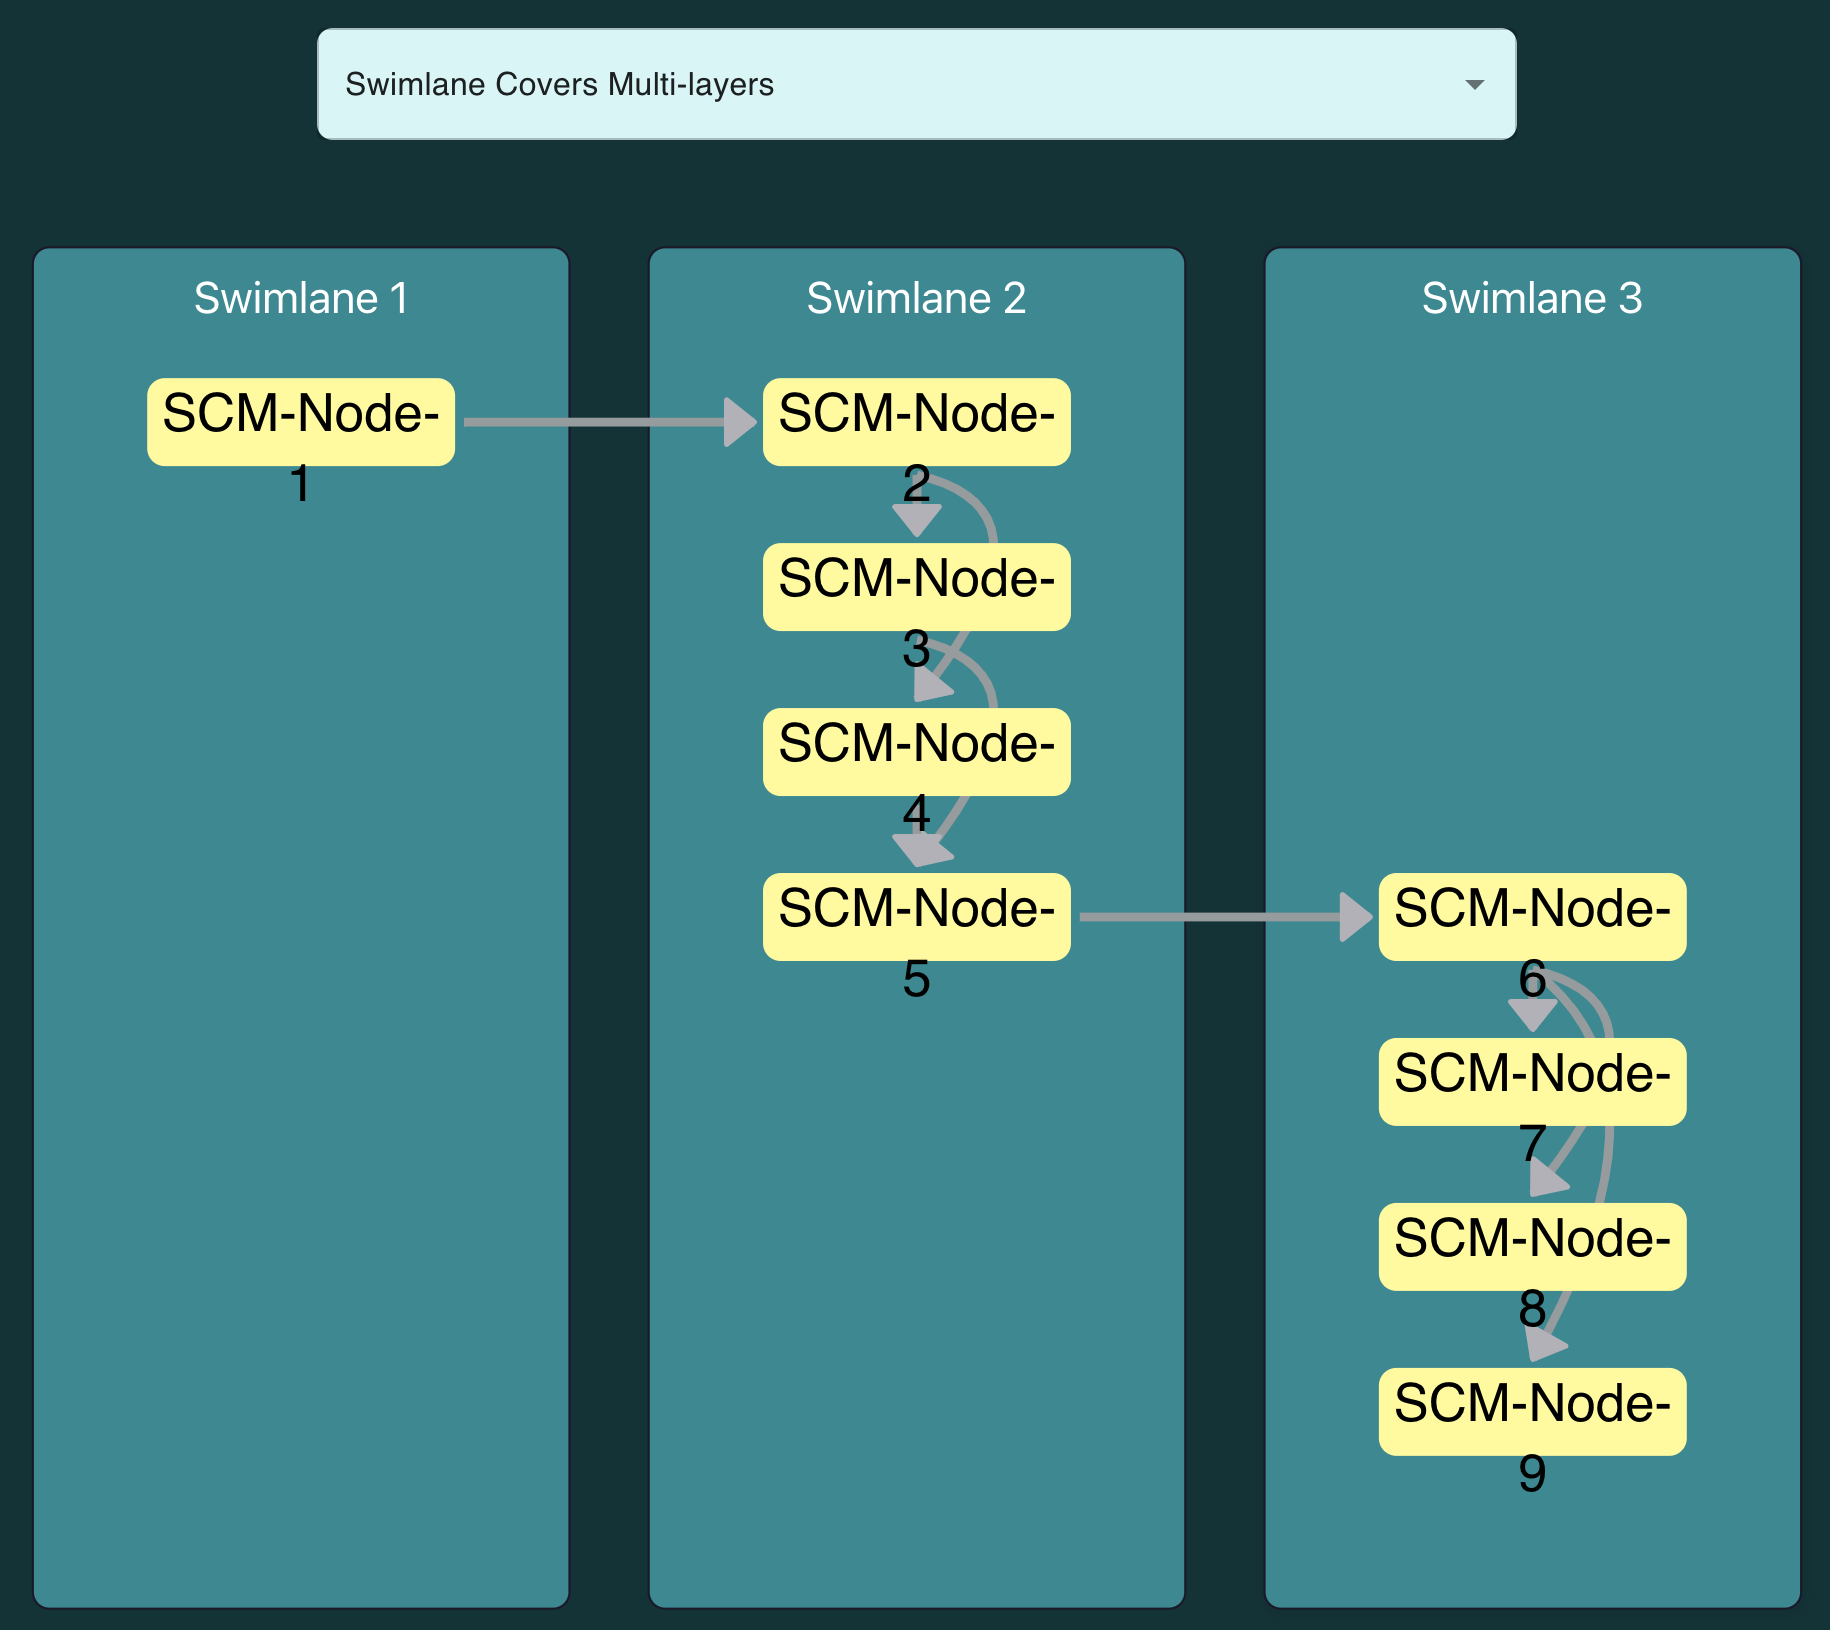 Swimlane Covers Multi-layers
Swimlane 1
SCM-Node-
1
Swimlane 2
SCM-Node-
2
SCM-Node-
3
SCM-Node-
4
SCM-Node-
5
Swimlane 3
SCM-Node-
6
SCM-Node-
7
SCM-Node-
8
SCM-Node-
9